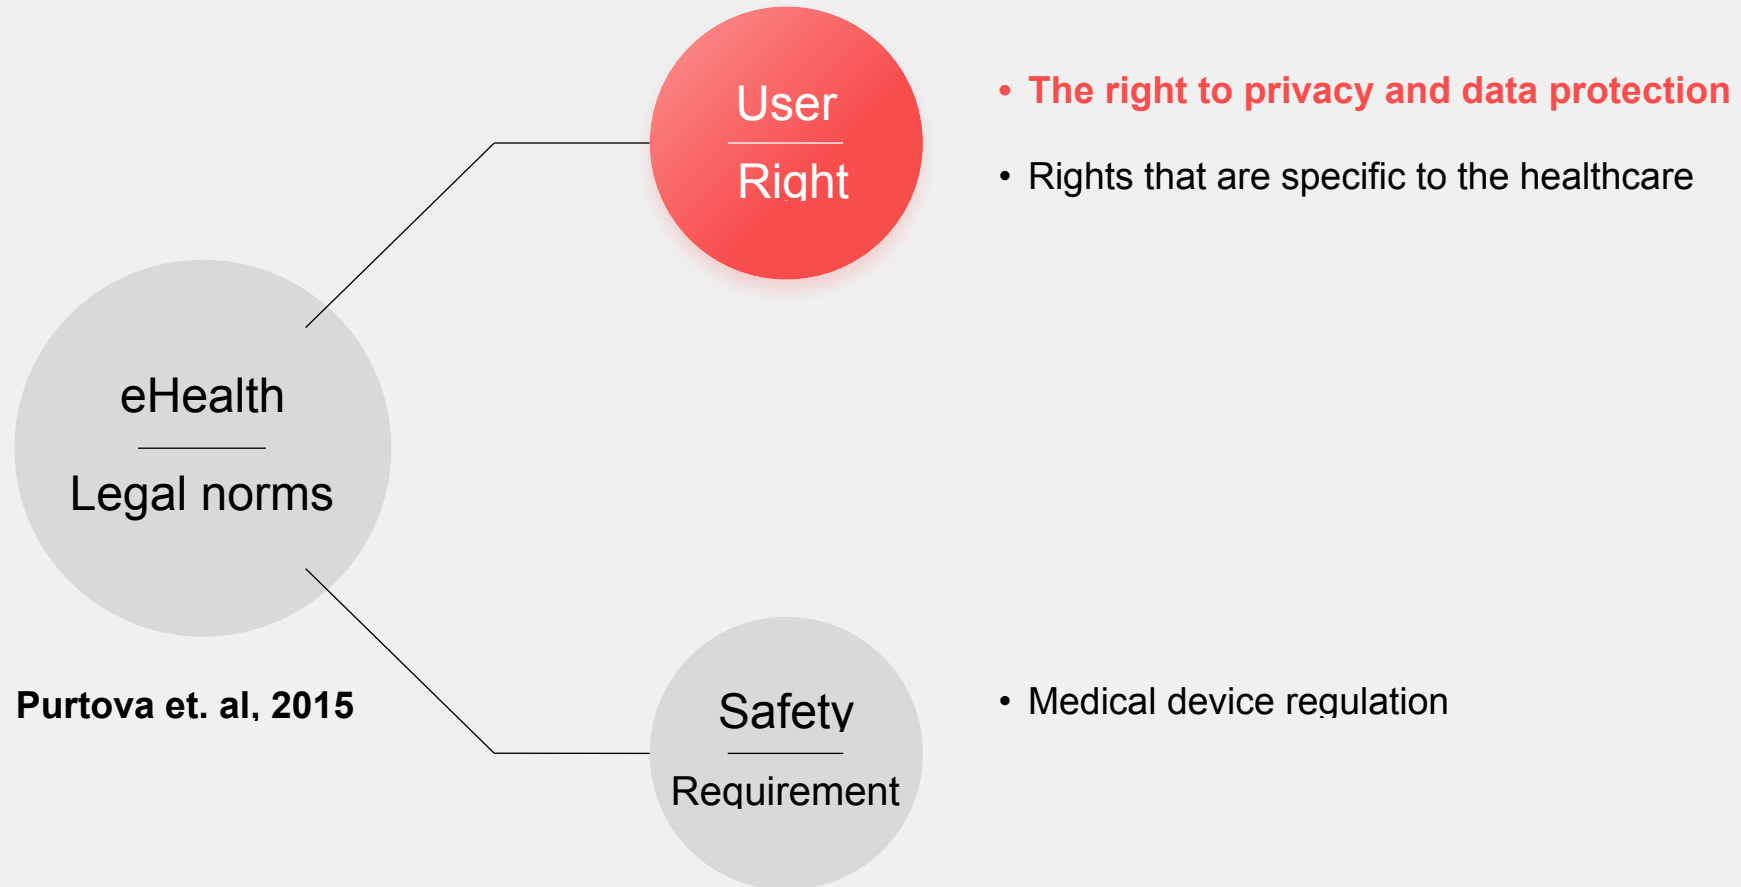 User
Right
• The right to privacy and data protection
• Rights that are specific to the healthcare
eHealth
Legal norms
Purtova et. al, 2015
Safety
Requirement
• Medical device regulation